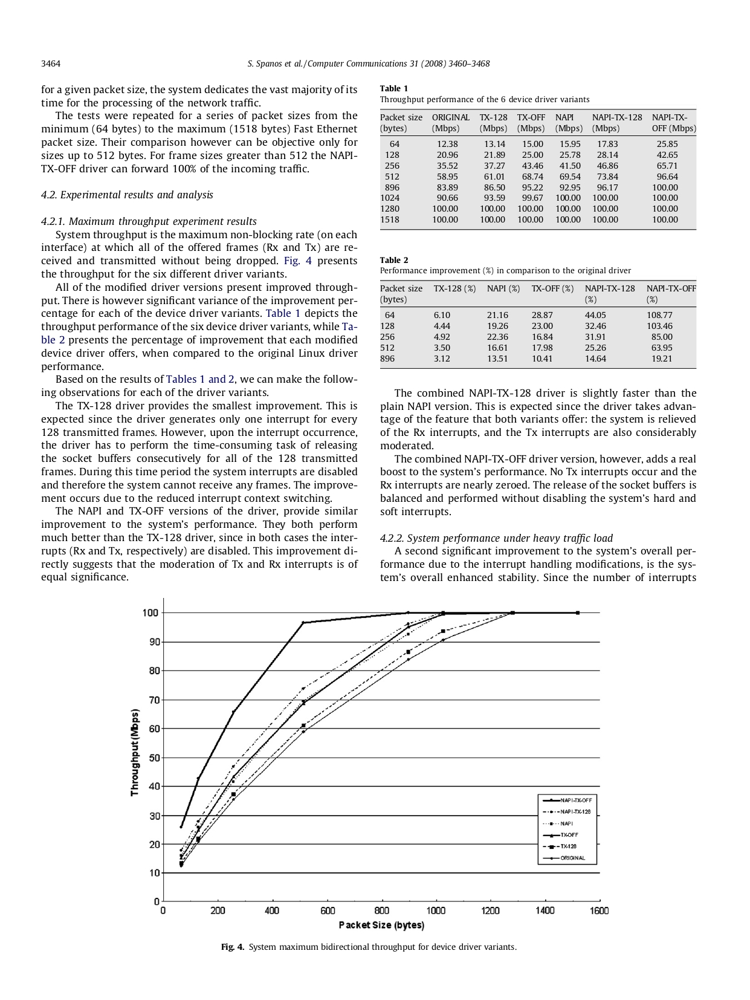 3464
S. Spanos et al./Computer Communications 31 (2008) 3460–3468
for a given packet size, the system dedicates the vast majority of its
time for the processing of the network traffic.
The tests were repeated for a series of packet sizes from the
minimum (64 bytes) to the maximum (1518 bytes) Fast Ethernet
packet size. Their comparison however can be objective only for
sizes up to 512 bytes. For frame sizes greater than 512 the NAPI-
TX-OFF driver can forward 100% of the incoming traffic.
4.2. Experimental results and analysis
4.2.1. Maximum throughput experiment results
System throughput is the maximum non-blocking rate (on each
interface) at which all of the offered frames (Rx and Tx) are re-
ceived and transmitted without being dropped. Fig. 4 presents
the throughput for the six different driver variants.
All of the modified driver versions present improved through-
put. There is however significant variance of the improvement per-
centage for each of the device driver variants. Table 1 depicts the
throughput performance of the six device driver variants, while Ta-
ble 2 presents the percentage of improvement that each modified
device driver offers, when compared to the original Linux driver
performance.
Based on the results of Tables 1 and 2, we can make the follow-
ing observations for each of the driver variants.
The TX-128 driver provides the smallest improvement. This is
expected since the driver generates only one interrupt for every
128 transmitted frames. However, upon the interrupt occurrence,
the driver has to perform the time-consuming task of releasing
the socket buffers consecutively for all of the 128 transmitted
frames. During this time period the system interrupts are disabled
and therefore the system cannot receive any frames. The improve-
ment occurs due to the reduced interrupt context switching.
The NAPI and TX-OFF versions of the driver, provide similar
improvement to the system's performance. They both perform
much better than the TX-128 driver, since in both cases the inter-
rupts (Rx and Tx, respectively) are disabled. This improvement di-
rectly suggests that the moderation of Tx and Rx interrupts is of
equal significance.
Table 1
Throughput performance of the 6 device driver variants
Packet size ORIGINAL TX-128 TX-OFF NAPI NAPI-TX-128 NAPI-TX-
(bytes) (Mbps) (Mbps) (Mbps) (Mbps) (Mbps) OFF (Mbps)
64 12.38 13.14 15.00 15.95 17.83 25.85
128 20.96 21.89 25.00 25.78 28.14 42.65
256 35.52 37.27 43.46 41.50 46.86 65.71
512 58.95 61.01 68.74 69.54 73.84 96.64
896 83.89 86.50 95.22 92.95 96.17 100.00
1024 90.66 93.59 99.67 100.00 100.00 100.00
1280 100.00 100.00 100.00 100.00 100.00 100.00
1518 100.00 100.00 100.00 100.00 100.00 100.00
Table 2
Performance improvement (%) in comparison to the original driver
Packet size TX-128 (%) NAPI (%) TX-OFF (%) NAPI-TX-128 NAPI-TX-OFF
(bytes) (%) (%)
64 6.10 21.16 28.87 44.05 108.77
128 4.44 19.26 23.00 32.46 103.46
256 4.92 22.36 16.84 31.91 85.00
512 3.50 16.61 17.98 25.26 63.95
896 3.12 13.51 10.41 14.64 19.21
The combined NAPI-TX-128 driver is slightly faster than the
plain NAPI version. This is expected since the driver takes advan-
tage of the feature that both variants offer: the system is relieved
of the Rx interrupts, and the Tx interrupts are also considerably
moderated.
The combined NAPI-TX-OFF driver version, however, adds a real
boost to the system's performance. No Tx interrupts occur and the
Rx interrupts are nearly zeroed. The release of the socket buffers is
balanced and performed without disabling the system's hard and
soft interrupts.
4.2.2. System performance under heavy traffic load
A second significant improvement to the system's overall per-
formance due to the interrupt handling modifications, is the sys-
tem's overall enhanced stability. Since the number of interrupts
100
90
80
70
60
50
40
30
20
10
0
Throughput (Mbps)
NAPI-TX-OFF
NAPI-TX-128
NAPI
TX-OFF
TX-128
ORIGINAL
0 200 400 600 800 1000 1200 1400 1600
Packet Size (bytes)
Fig. 4. System maximum bidirectional throughput for device driver variants.